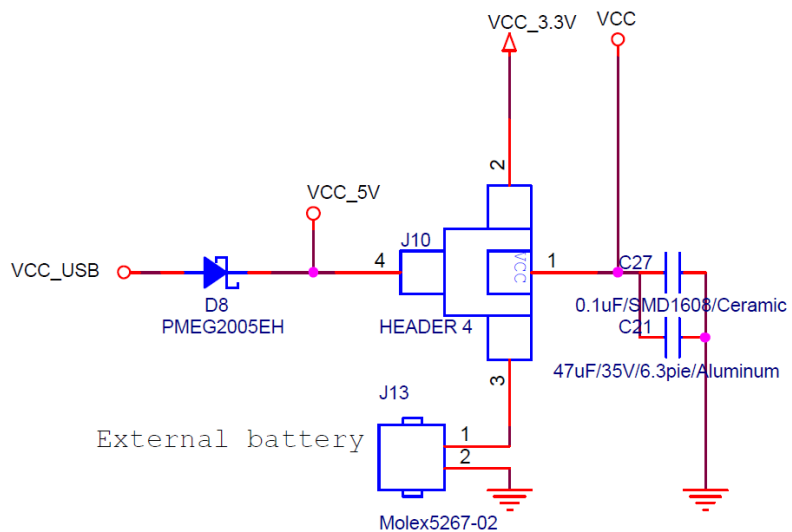 VCC_3.3V
VCC
2
VCC_5V
J10
VCC_USB
4
VCC
1
C27
D8
0.1uF/SMD1608/Ceramic
PMEG2005EH
HEADER 4
C21
3
47uF/35V/6.3pie/Aluminum
J13
External battery
1
2
Molex5267-02